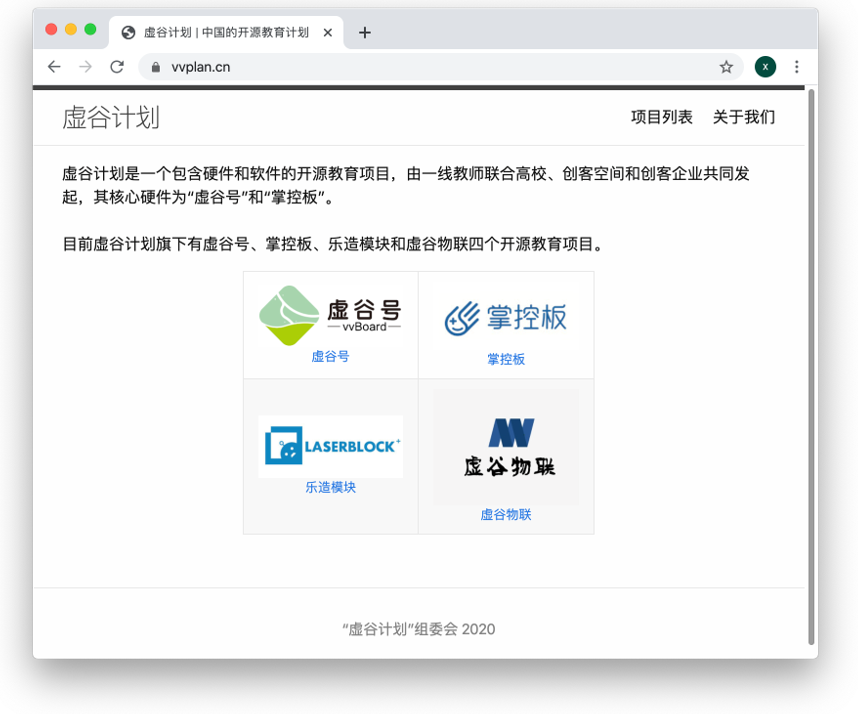 虚谷计划 | 中国的开源教育计划
vvplan.cn
X
虚谷计划
项目列表 关于我们
虚谷计划是一个包含硬件和软件的开源教育项目，由一线教师联合高校、创客空间和创客企业共同发
起，其核心硬件为“虚谷号”和“掌控板”。
目前虚谷计划旗下有虚谷号、掌控板、乐造模块和虚谷物联四个开源教育项目。
虚谷号
vvBoard
虚谷号
掌控板
掌控板
LASERBLOCK+
乐造模块
虚谷物联
虚谷物联
“虚谷计划”组委会 2020